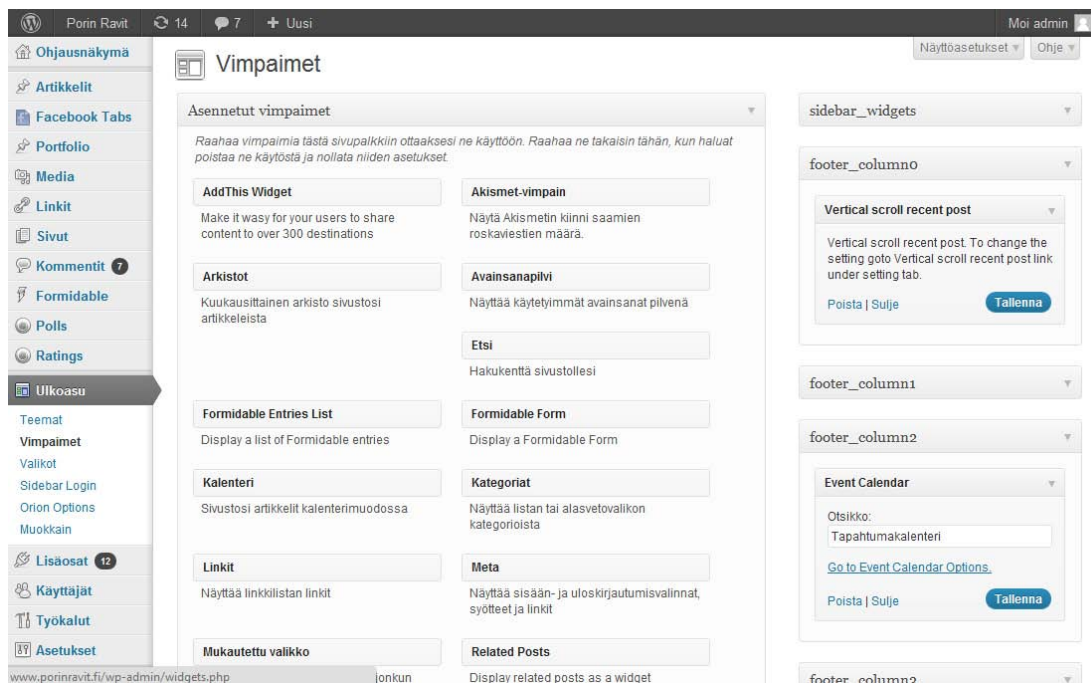 Porin Ravit 14 7 + Uusi Moi admin
Ohjausnäkymä
Artikkelit
Facebook Tabs
Portfolio
Media
Linkit
Sivut
Kommentit 7
Formidable
Polls
Ratings
Ulkoasu
Teemat
Vimpaimet
Valikot
Sidebar Login
Orion Options
Muokkain
Lisäosat 12
Käyttäjät
Työkalut
Asetukset
www.porinravit.fi/wp-admin/widgets.php
Näyttöasetukset Ohje
Vimpaimet
Asennetut vimpaimet
Raahaa vimpaimia tästä sivupalkkiin ottaaksesi ne käyttöön. Raahaa ne takaisin tähän, kun haluat
poistaa ne käytöstä ja nollata niiden asetukset.
AddThis Widget
Make it wasy for your users to share
content to over 300 destinations
Akismet-vimpain
Näytä Akismetin kiinni saamien
roskaviestien määrä.
Arkistot
Kuukausittainen arkisto sivustosi
artikkeleista
Avainsanapilvi
Näyttää käytetyimmät avainsanat pilvenä
Etsi
Hakukenttä sivustollesi
Formidable Entries List
Display a list of Formidable entries
Formidable Form
Display a Formidable Form
Kalenteri
Sivustosi artikkelit kalenterimuodossa
Kategoriat
Näyttää listan tai alasvetovalikon
kategorioista
Linkit
Näyttää linkkilistan linkit
Meta
Näyttää sisään- ja uloskirjautumisvalinnat,
syötteet ja linkit
Mukautettu valikko
jonkun
Related Posts
Display related posts as a widget
sidebar_widgets
footer_column0
Vertical scroll recent post
Vertical scroll recent post. To change the
setting goto Vertical scroll recent post link
under setting tab.
Poista | Sulje Tallenna
footer_column1
footer_column2
Event Calendar
Otsikko:
Tapahtumakalenteri
Go to Event Calendar Options.
Poista | Sulje Tallenna
footer_column3